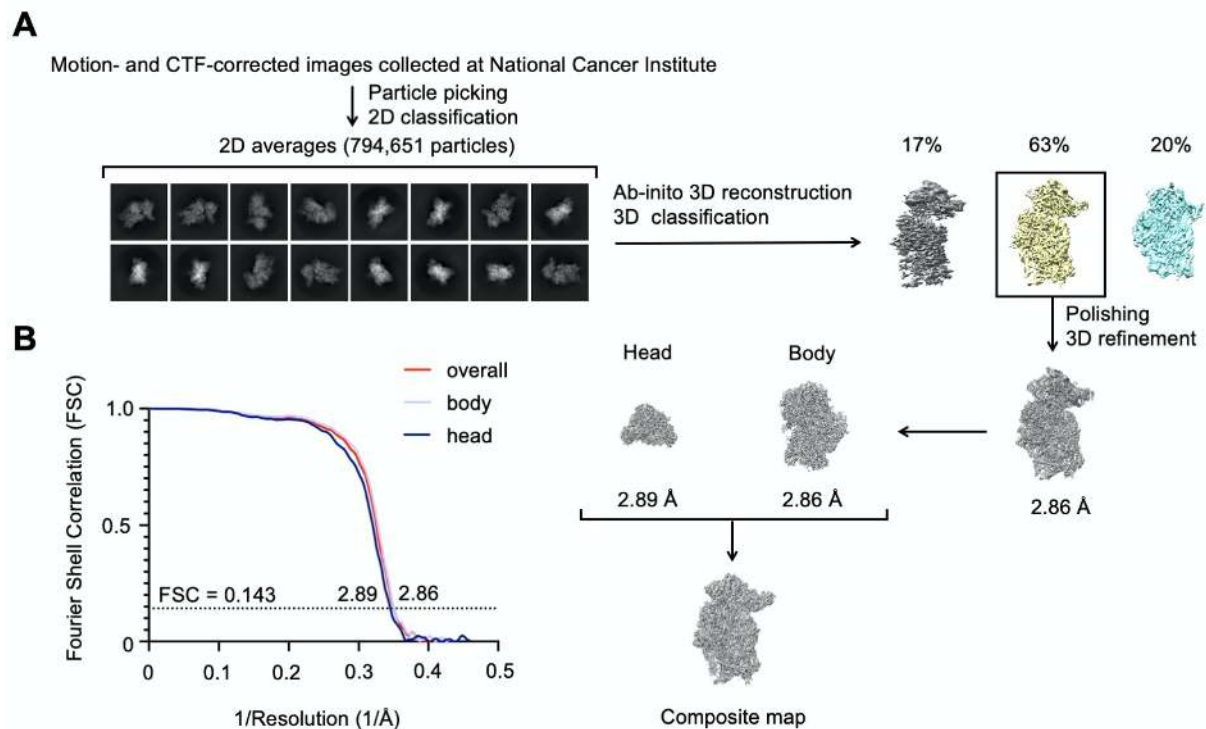 A
Motion- and CTF-corrected images collected at National Cancer Institute
Particle picking
2D classification
2D averages (794,651 particles)
Ab-inito 3D reconstruction
3D classification
17%
63%
20%
Polishing
3D refinement
Head
Body
2.89 Å
2.86 Å
2.86 Å
Composite map
B
overall
body
head
Fourier Shell Correlation (FSC)
1.0
0.5
0
FSC = 0.143
2.89
2.86
0
0.1
0.2
0.3
0.4
0.5
1/Resolution (1/Å)